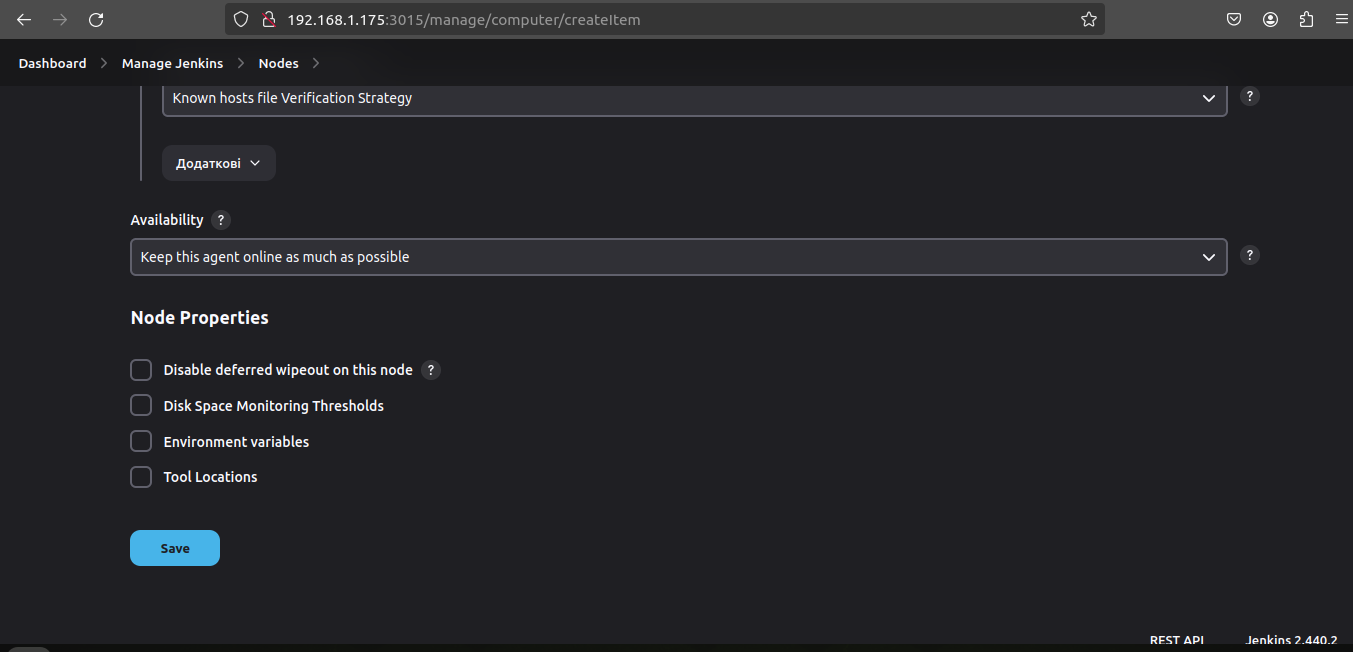 192.168.1.175:3015/manage/computer/createItem
Dashboard > Manage Jenkins > Nodes >
Known hosts file Verification Strategy
?
Додаткові
Availability ?
Keep this agent online as much as possible
?
Node Properties
Disable deferred wipeout on this node ?
Disk Space Monitoring Thresholds
Environment variables
Tool Locations
Save
REST API Jenkins 2.440.2